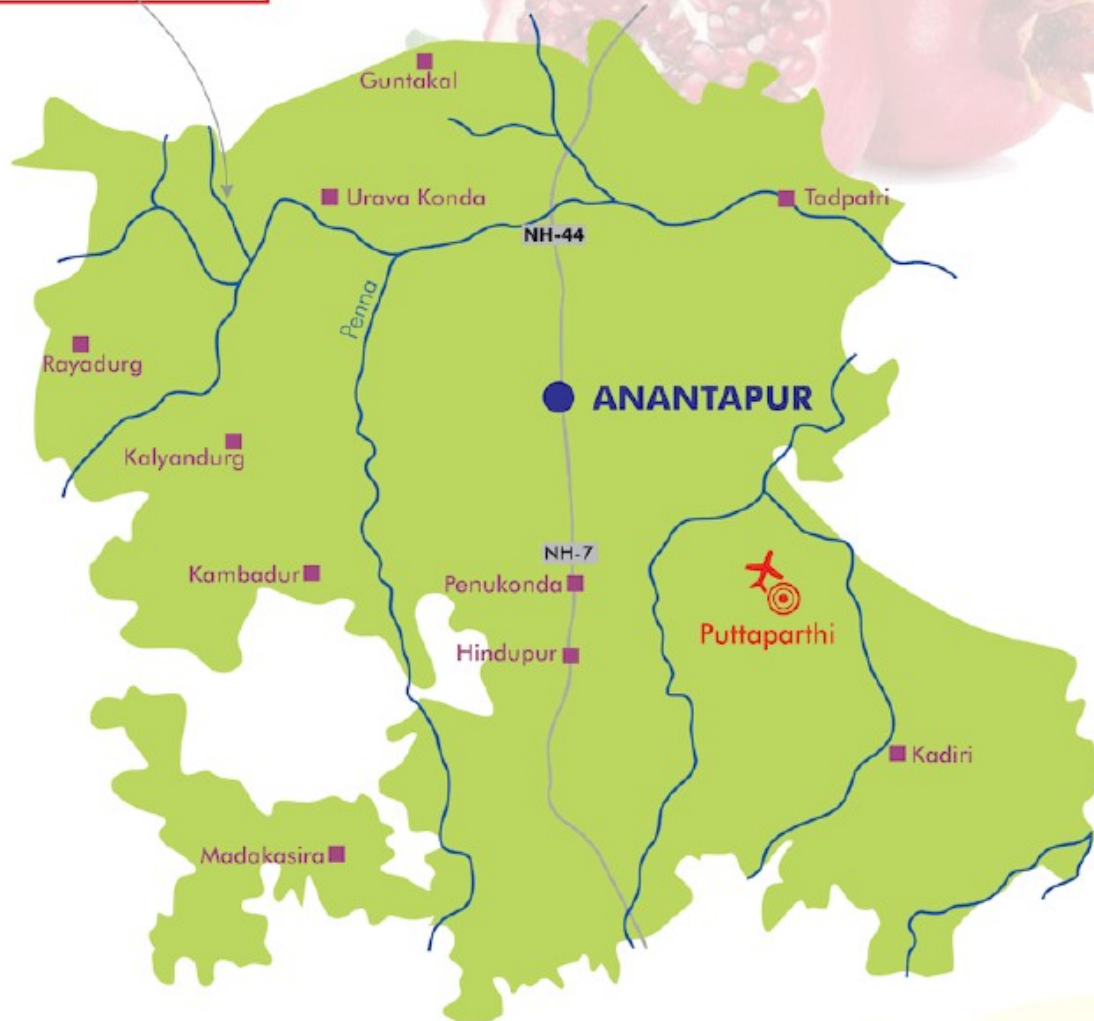 Guntakal
Urava Konda
Tadpatri
NH-44
Penna
Rayadurg
ANANTAPUR
Kalyandurg
NH-7
Kambadur
Penukonda
Puttaparthi
Hindupur
Kadiri
Madakasira